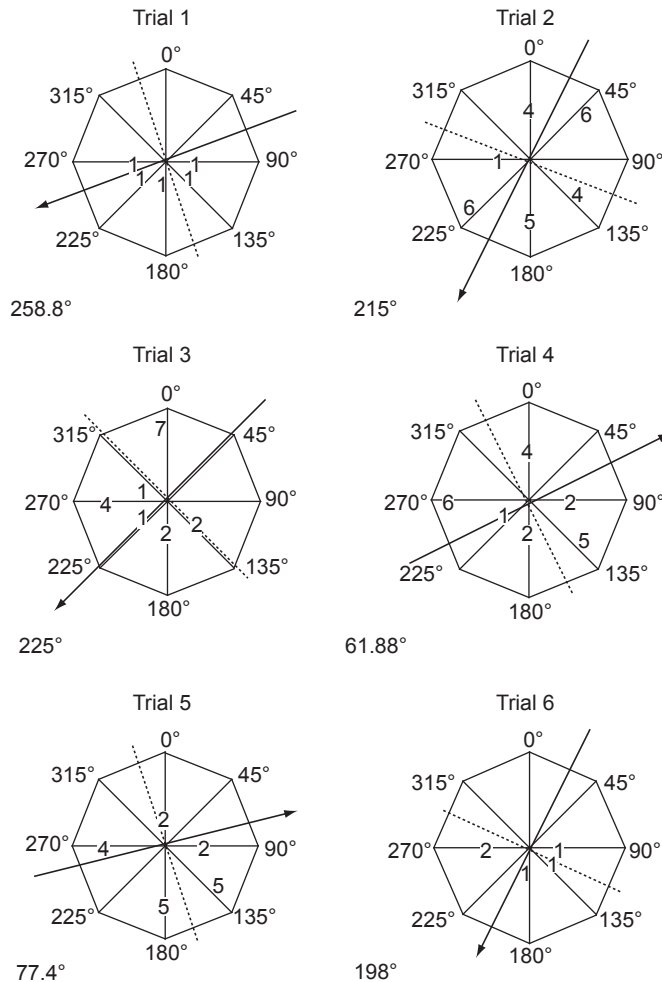 Trial 1
0°
315° 45°
270° 1 1 90°
1 1 1
225° 135°
180°
258.8°
Trial 2
0°
315° 45°
4 6
270° 1 90°
6 5 4
225° 135°
180°
215°
Trial 3
0°
315° 7 45°
270° 4 1 90°
1 2 2
225° 135°
180°
225°
Trial 4
0°
315° 45°
4
270° 6 2 90°
1 2 5
225° 135°
180°
61.88°
Trial 5
0°
315° 45°
2
270° 4 2 90°
5 5
225° 135°
180°
77.4°
Trial 6
0°
315° 45°
270° 2 1 90°
1 1
225° 135°
180°
198°